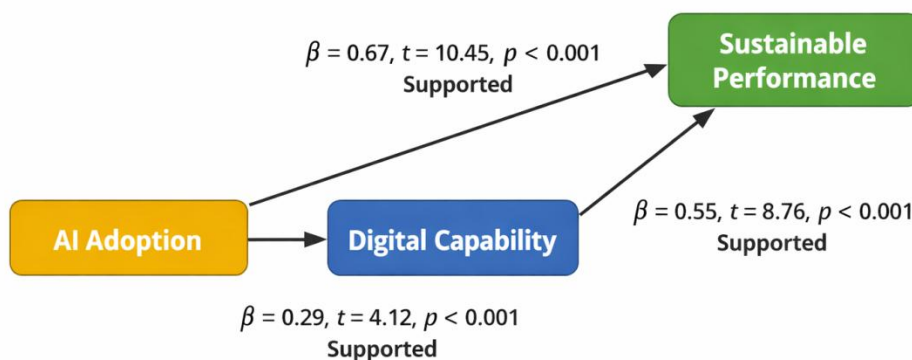 β = 0.67, t = 10.45, p < 0.001
Supported
Sustainable
Performance
AI Adoption
Digital Capability
β = 0.55, t = 8.76, p < 0.001
Supported
β = 0.29, t = 4.12, p < 0.001
Supported